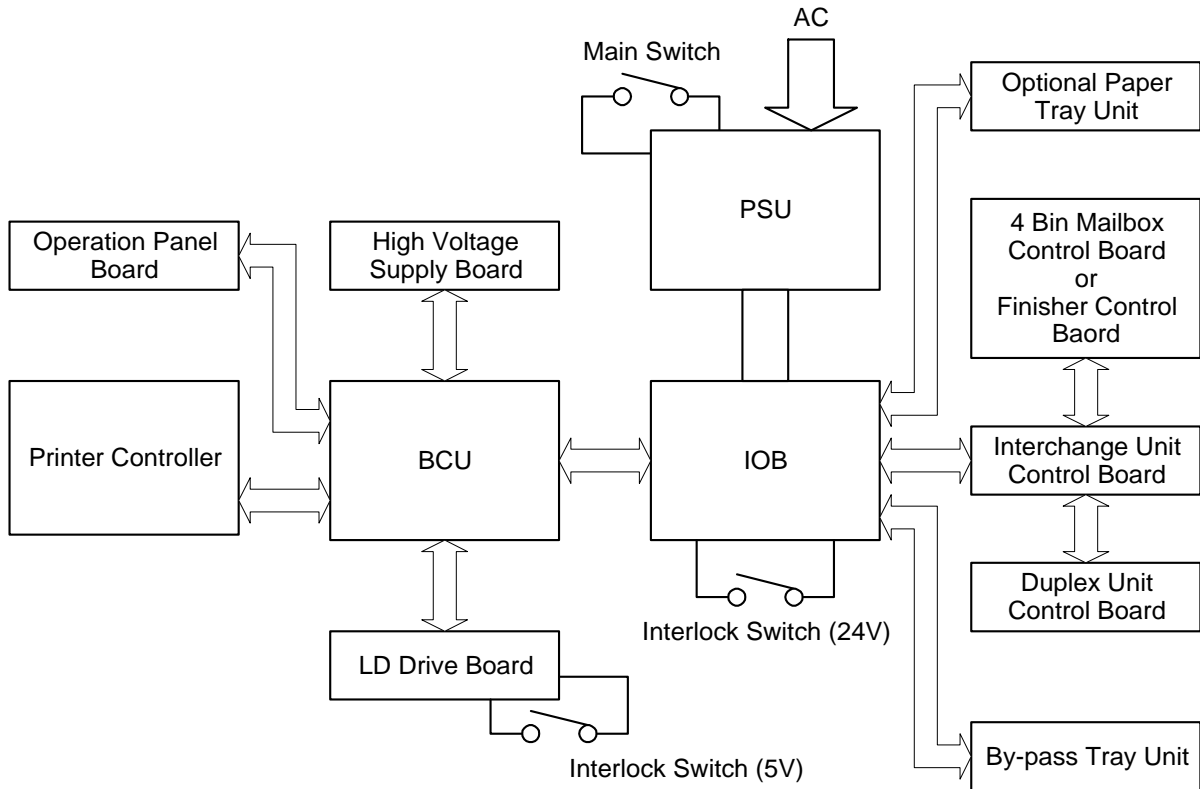 AC
Main Switch
Optional Paper
Tray Unit
PSU
Operation Panel
Board
High Voltage
Supply Board
4 Bin Mailbox
Control Board
or
Finisher Control
Baord
Printer Controller
BCU
IOB
Interchange Unit
Control Board
Duplex Unit
Control Board
Interlock Switch (24V)
LD Drive Board
Interlock Switch (5V)
By-pass Tray Unit